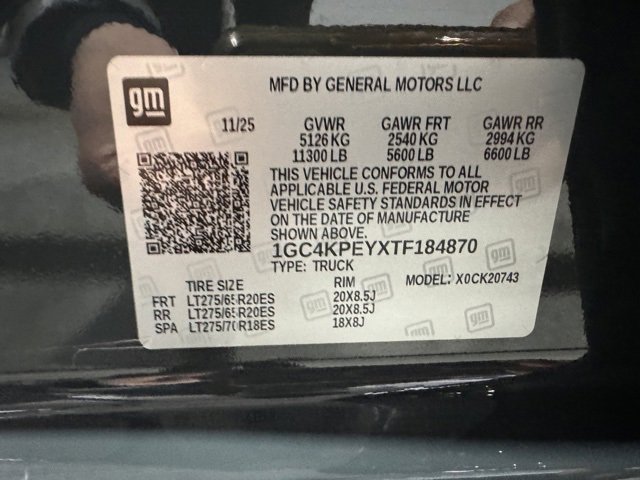 gm
MFD BY GENERAL MOTORS LLC
11/25 GVWR GAWR FRT GAWR RR
5126 KG 2540 KG 2994 KG
11300 LB 5600 LB 6600 LB
THIS VEHICLE CONFORMS TO ALL
APPLICABLE U.S. FEDERAL MOTOR
VEHICLE SAFETY STANDARDS IN EFFECT
ON THE DATE OF MANUFACTURE
SHOWN ABOVE.
1GC4KPEYXTF184870
TYPE: TRUCK MODEL: X0CK20743
TIRE SIZE RIM
FRT LT275/65R20ES 20X8.5J
RR LT275/65R20ES 20X8.5J
SPA LT275/70R18ES 18X8J